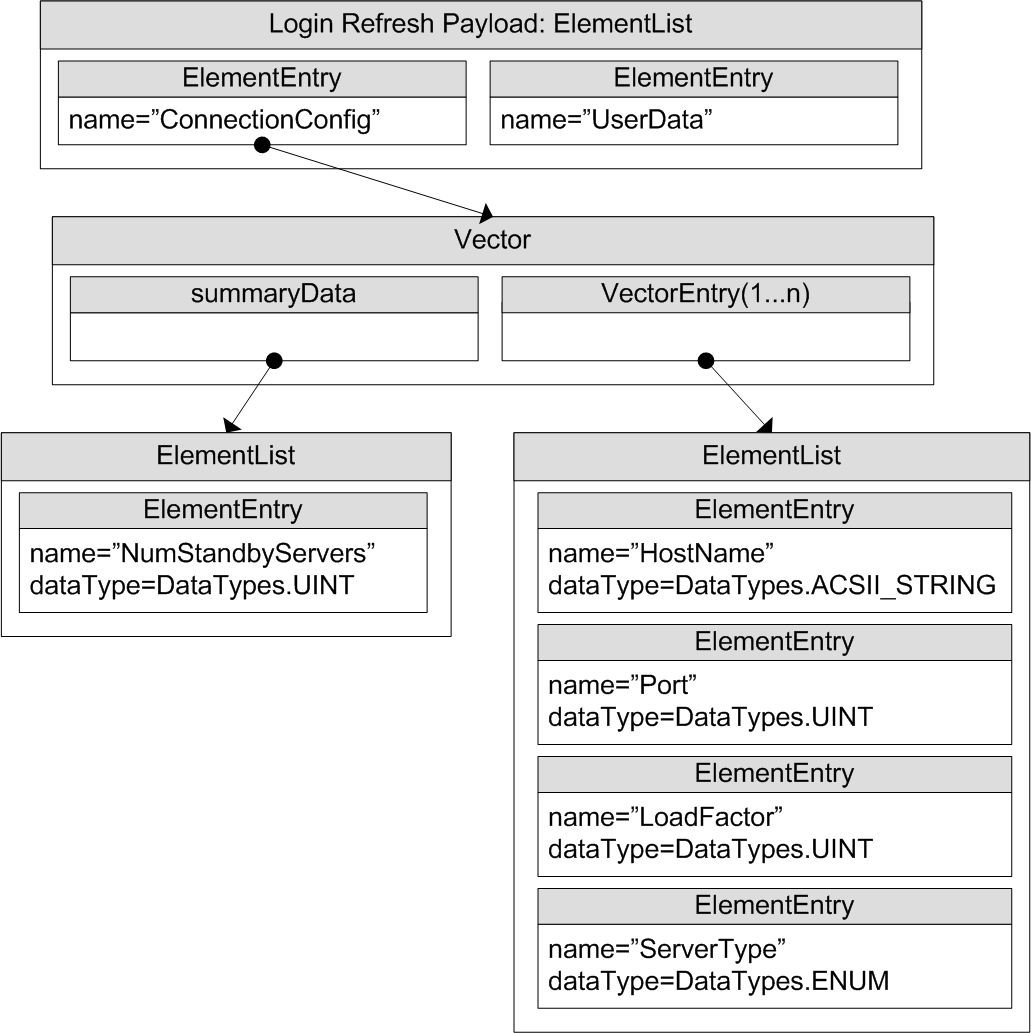 Login Refresh Payload: ElementList
ElementEntry
name=”ConnectionConfig”
ElementEntry
name=”UserData”
Vector
summaryData
VectorEntry(1...n)
ElementList
ElementEntry
name=”NumStandbyServers”
dataType=DataTypes.UINT
ElementList
ElementEntry
name=”HostName”
dataType=DataTypes.ACSII_STRING
ElementEntry
name=”Port”
dataType=DataTypes.UINT
ElementEntry
name=”LoadFactor”
dataType=DataTypes.UINT
ElementEntry
name=”ServerType”
dataType=DataTypes.ENUM